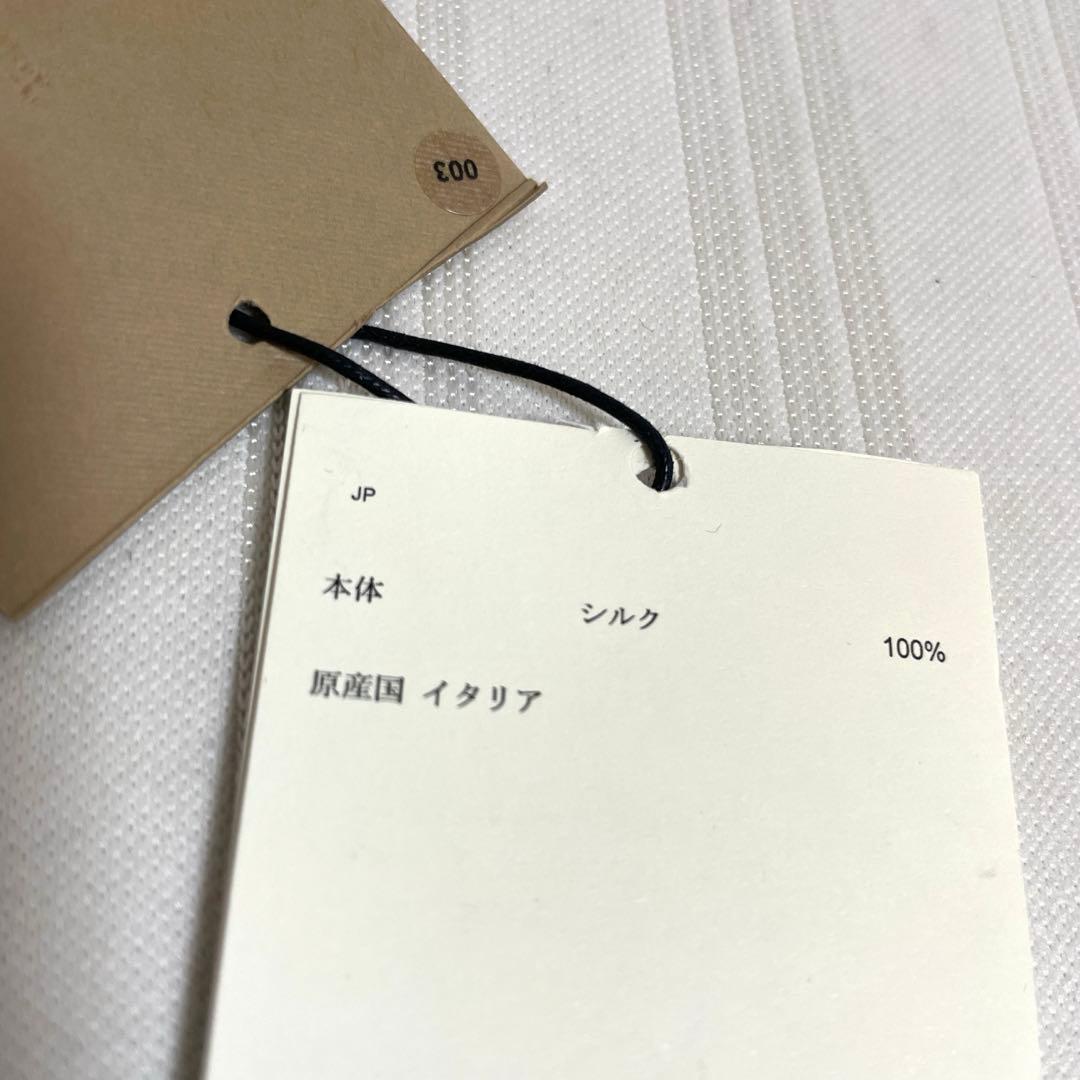 003
JP
本体 シルク 100%
原産国 イタリア